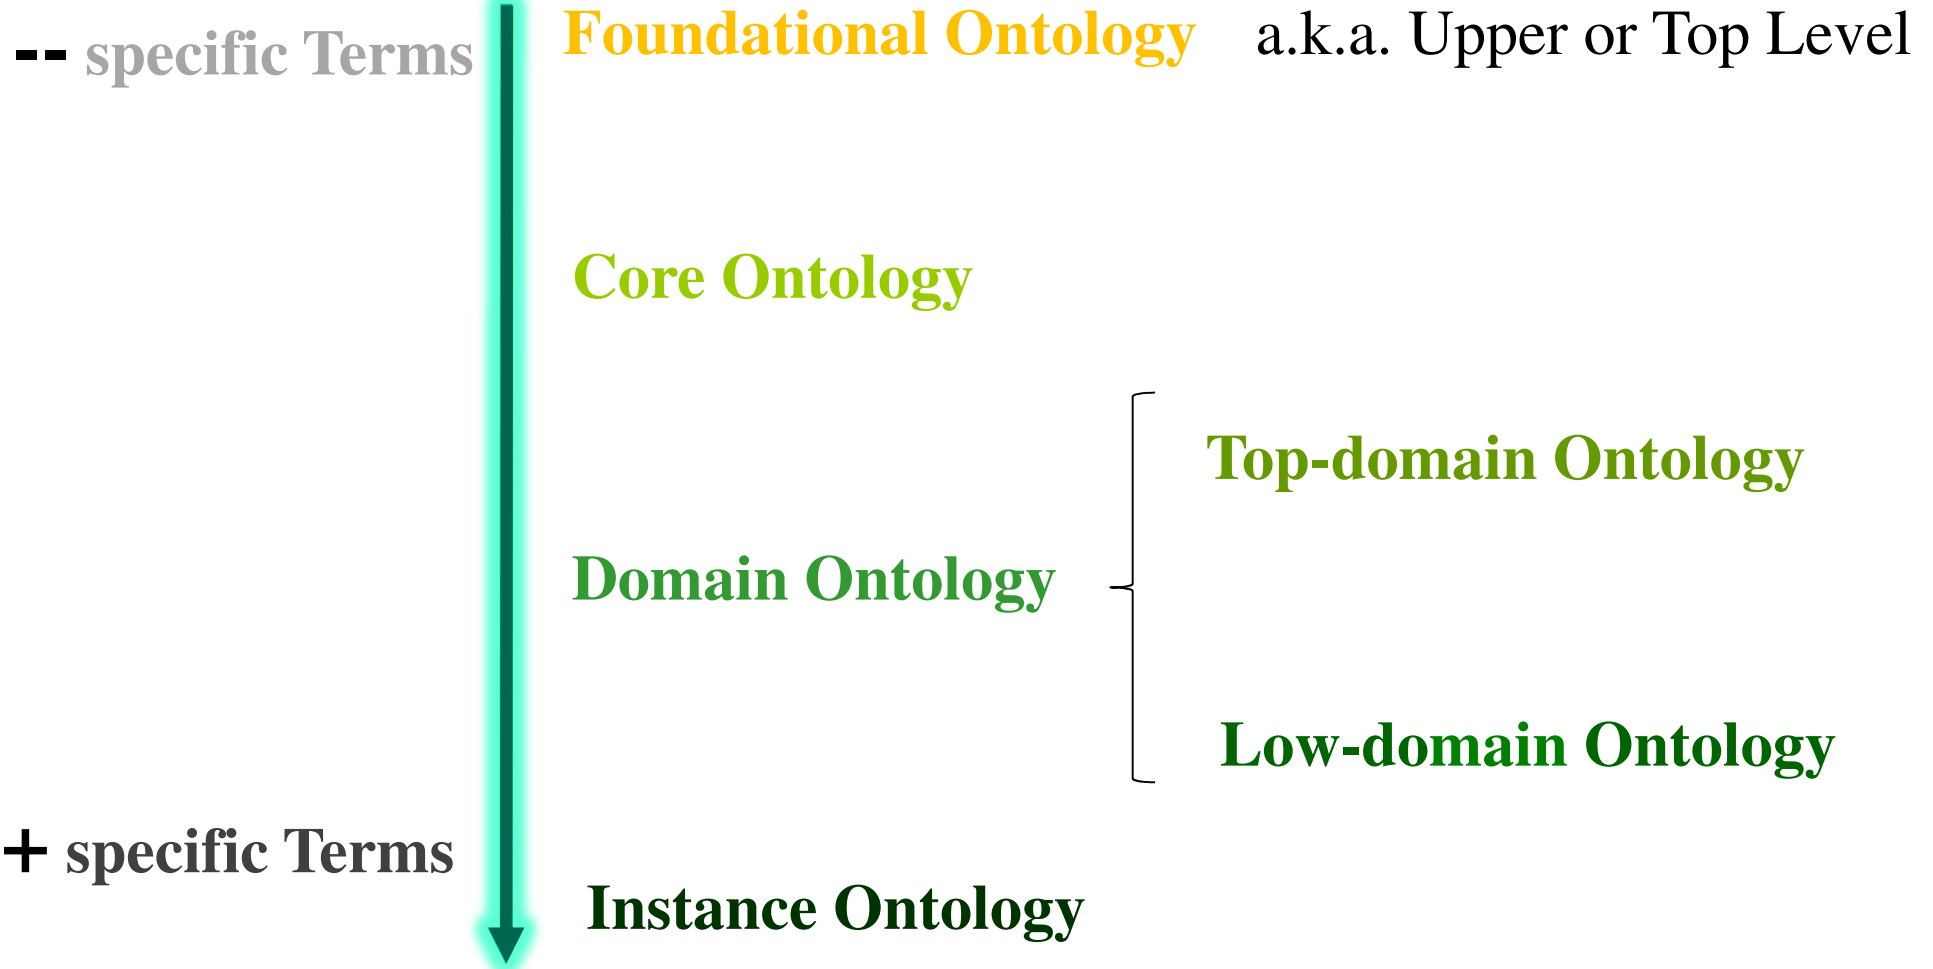 -- specific Terms
Foundational Ontology
a.k.a. Upper or Top Level
Core Ontology
Top-domain Ontology
Domain Ontology
Low-domain Ontology
+ specific Terms
Instance Ontology